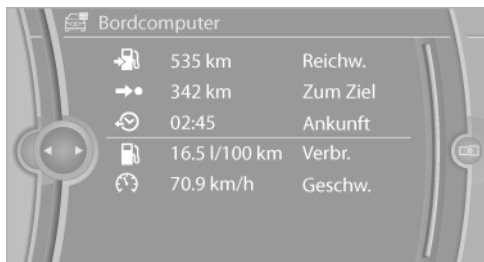 Bordcomputer
535 km Reichw.
342 km Zum Ziel
02:45 Ankunft
16.5 l/100 km Verbr.
70.9 km/h Geschw.